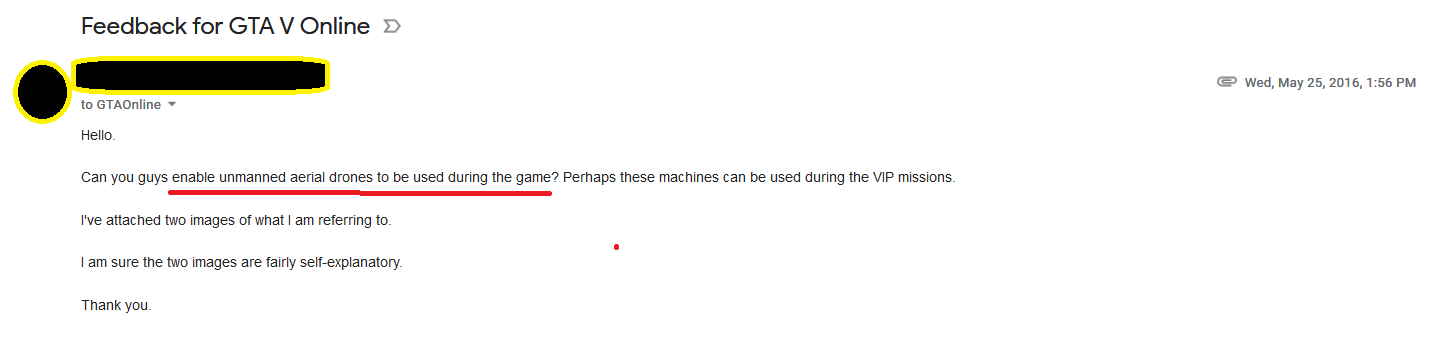 Feedback for GTA V Online
Wed, May 25, 2016, 1:56 PM
to GTAOnline
Hello.
Can you guys enable unmanned aerial drones to be used during the game? Perhaps these machines can be used during the VIP missions.
I've attached two images of what I am referring to.
I am sure the two images are fairly self-explanatory.
Thank you.